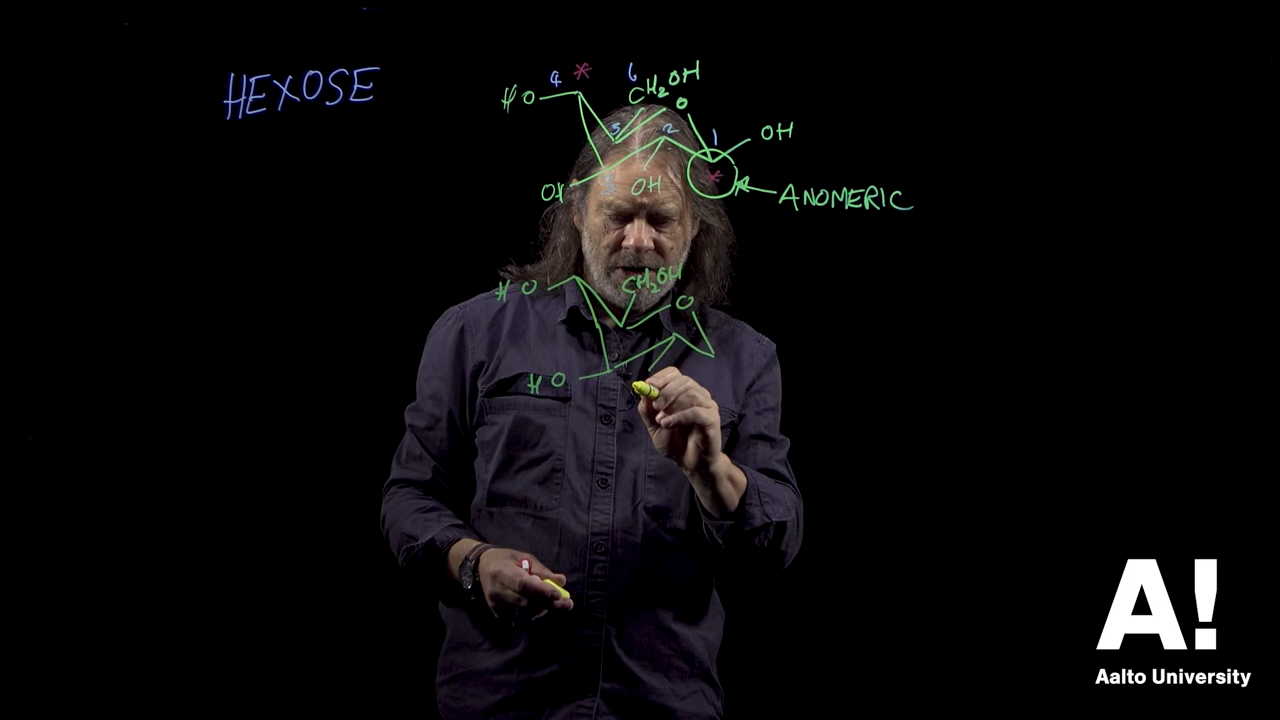 HEXOSE
4 * 6
HO CH₂OH
O
5 2 1 OH
OH 3 OH *
ANOMERIC
HO CH₂OH
O
HO
A!
Aalto University